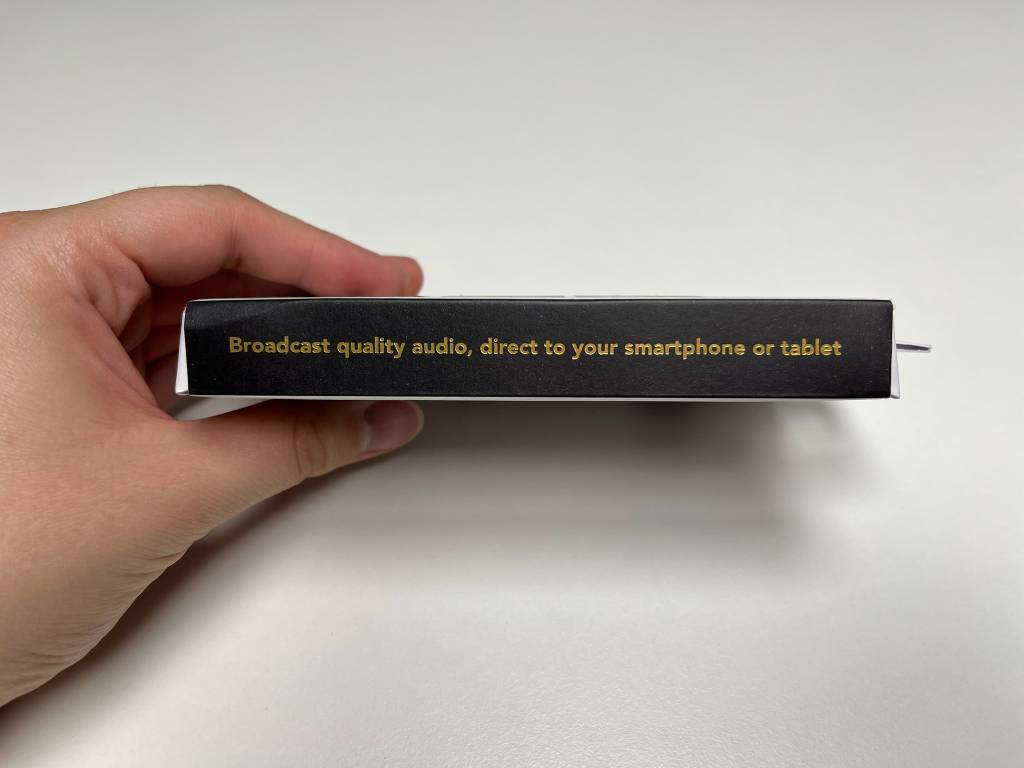 Broadcast quality audio, direct to your smartphone or tablet